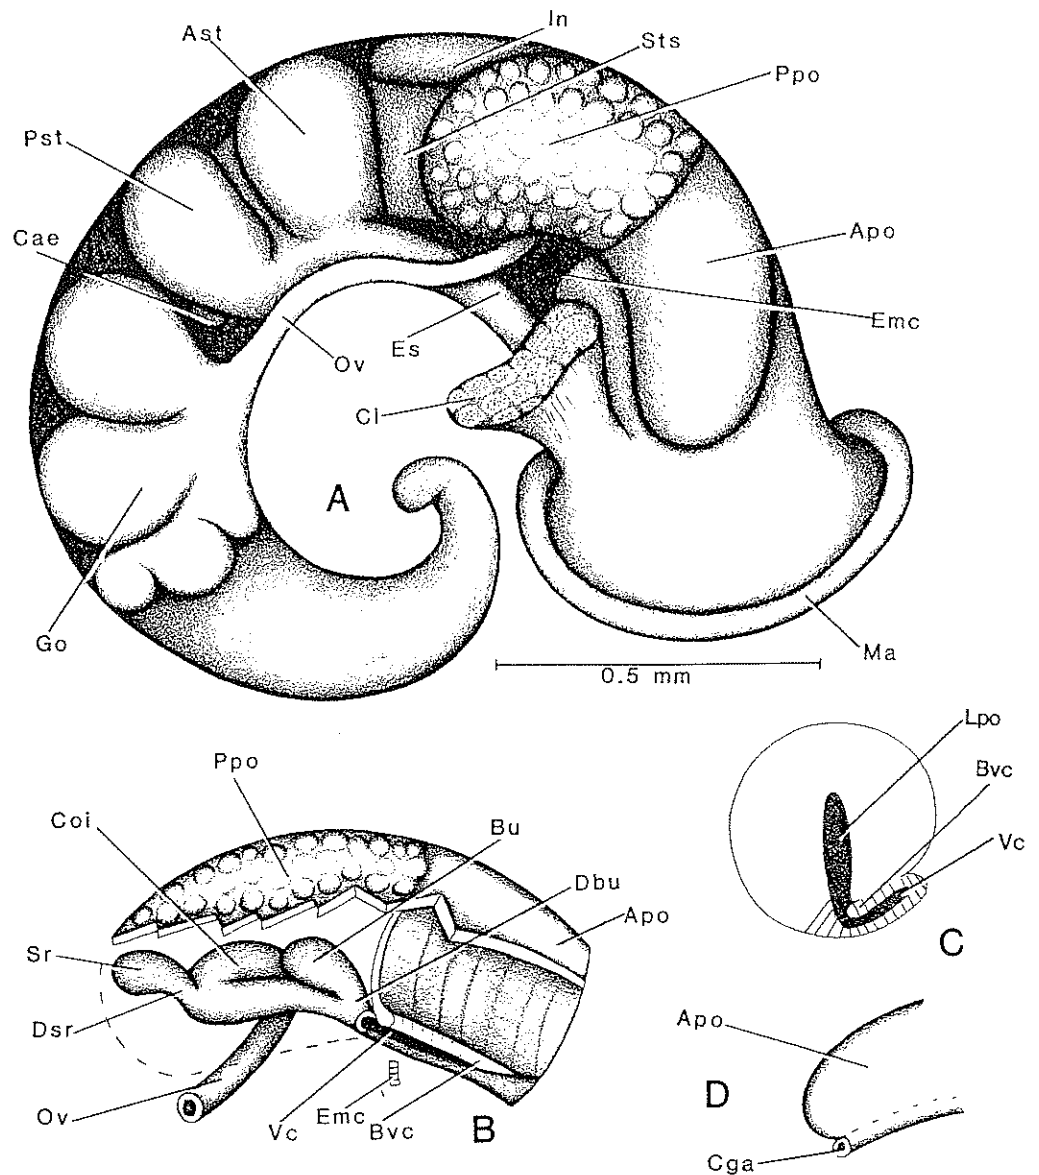 In
Ast
Sts
Ppo
Pst
Cae
Apo
Emc
Es
Ov
Cl
A
Go
Ma
0.5 mm
Lpo
Ppo
Bvc
Coi
Bu
Vc
Dbu
Apo
C
Sr
Dsr
Apo
D
Ov
Vc
Emc
Bvc
B
Cga